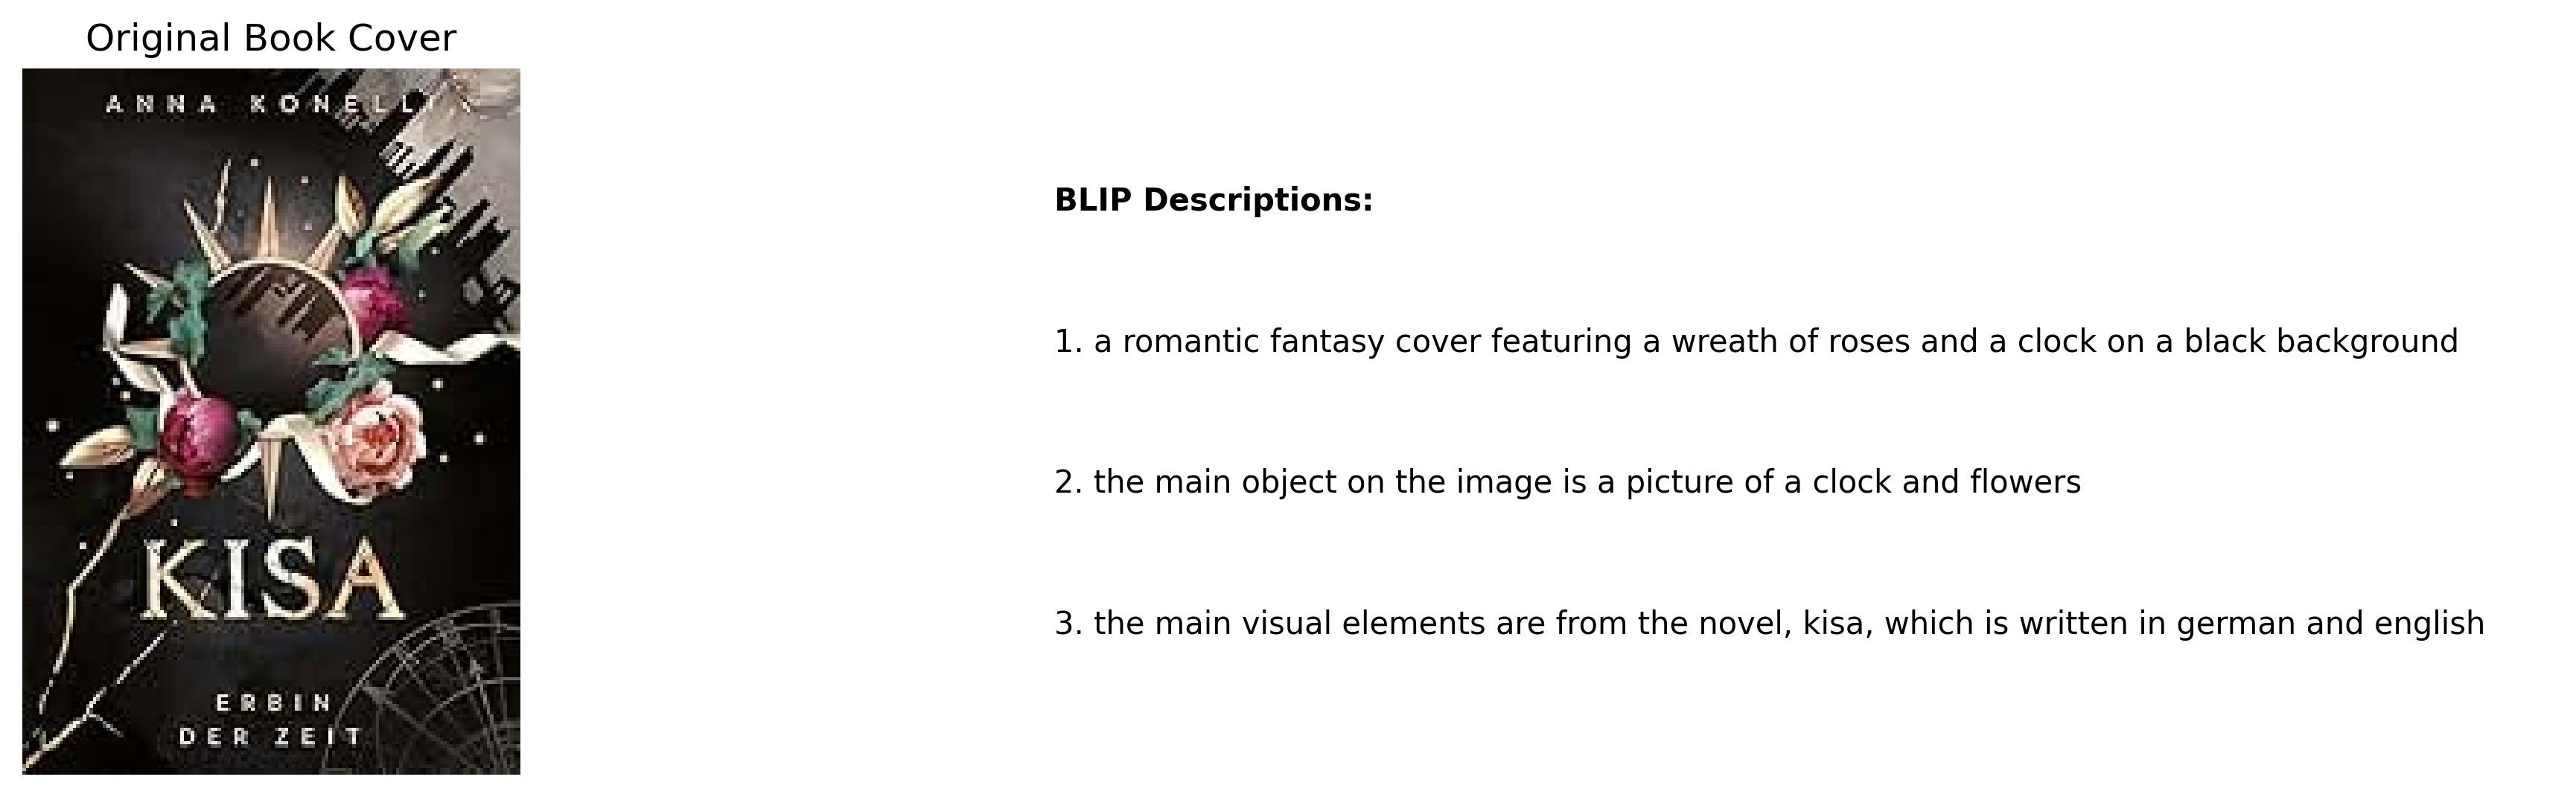 Original Book Cover
ANNA KONELLI
KISA
ERBIN
DER ZEIT
BLIP Descriptions:
1. a romantic fantasy cover featuring a wreath of roses and a clock on a black background
2. the main object on the image is a picture of a clock and flowers
3. the main visual elements are from the novel, kisa, which is written in german and english